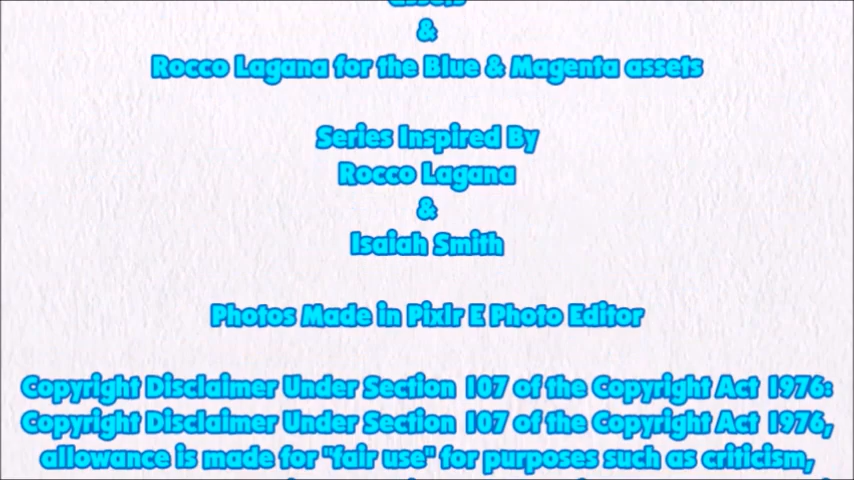 assets
&
Rocco Lagana for the Blue & Magenta assets
Series Inspired By
Rocco Lagana
&
Isaiah Smith
Photos Made in Pixlr E Photo Editor
Copyright Disclaimer Under Section 107 of the Copyright Act 1976:
Copyright Disclaimer Under Section 107 of the Copyright Act 1976,
allowance is made for "fair use" for purposes such as criticism,